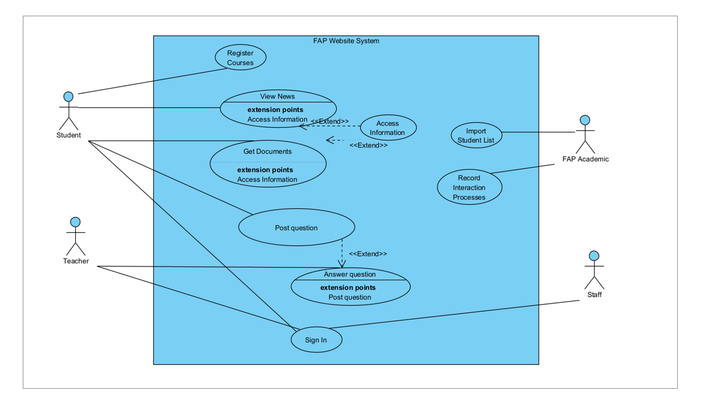 FAP Website System
Register
Courses
View News
extension points
Access Information
<<Extend>>
Access
Information
Student
Get Documents
extension points
Access Information
<<Extend>>
Import
Student List
FAP Academic
Record
Interaction
Processes
Post question
<<Extend>>
Teacher
Answer question
extension points
Post question
Staff
Sign In